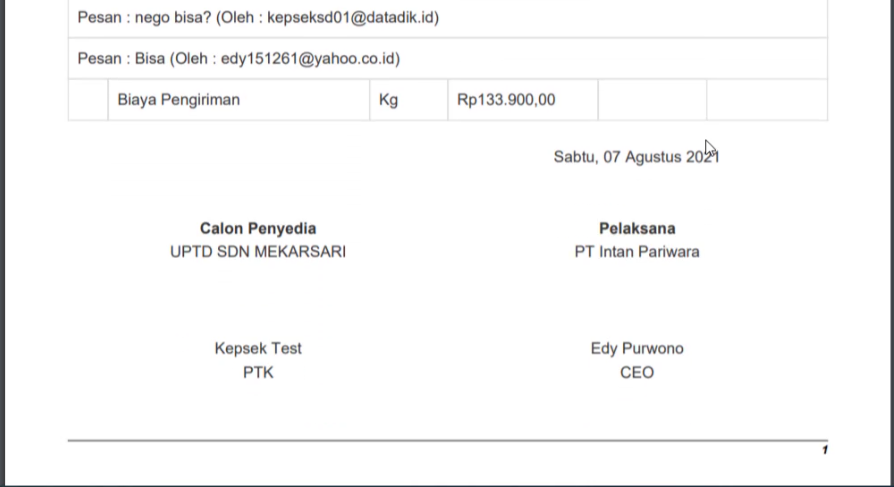 Pesan : nego bisa? (Oleh : kepseksd01@datadik.id)
Pesan : Bisa (Oleh : edy151261@yahoo.co.id)
Biaya Pengiriman Kg Rp133.900,00
Sabtu, 07 Agustus 2021
Calon Penyedia Pelaksana
UPTD SDN MEKARSARI PT Intan Pariwara
Kepsek Test Edy Purwono
PTK CEO
1